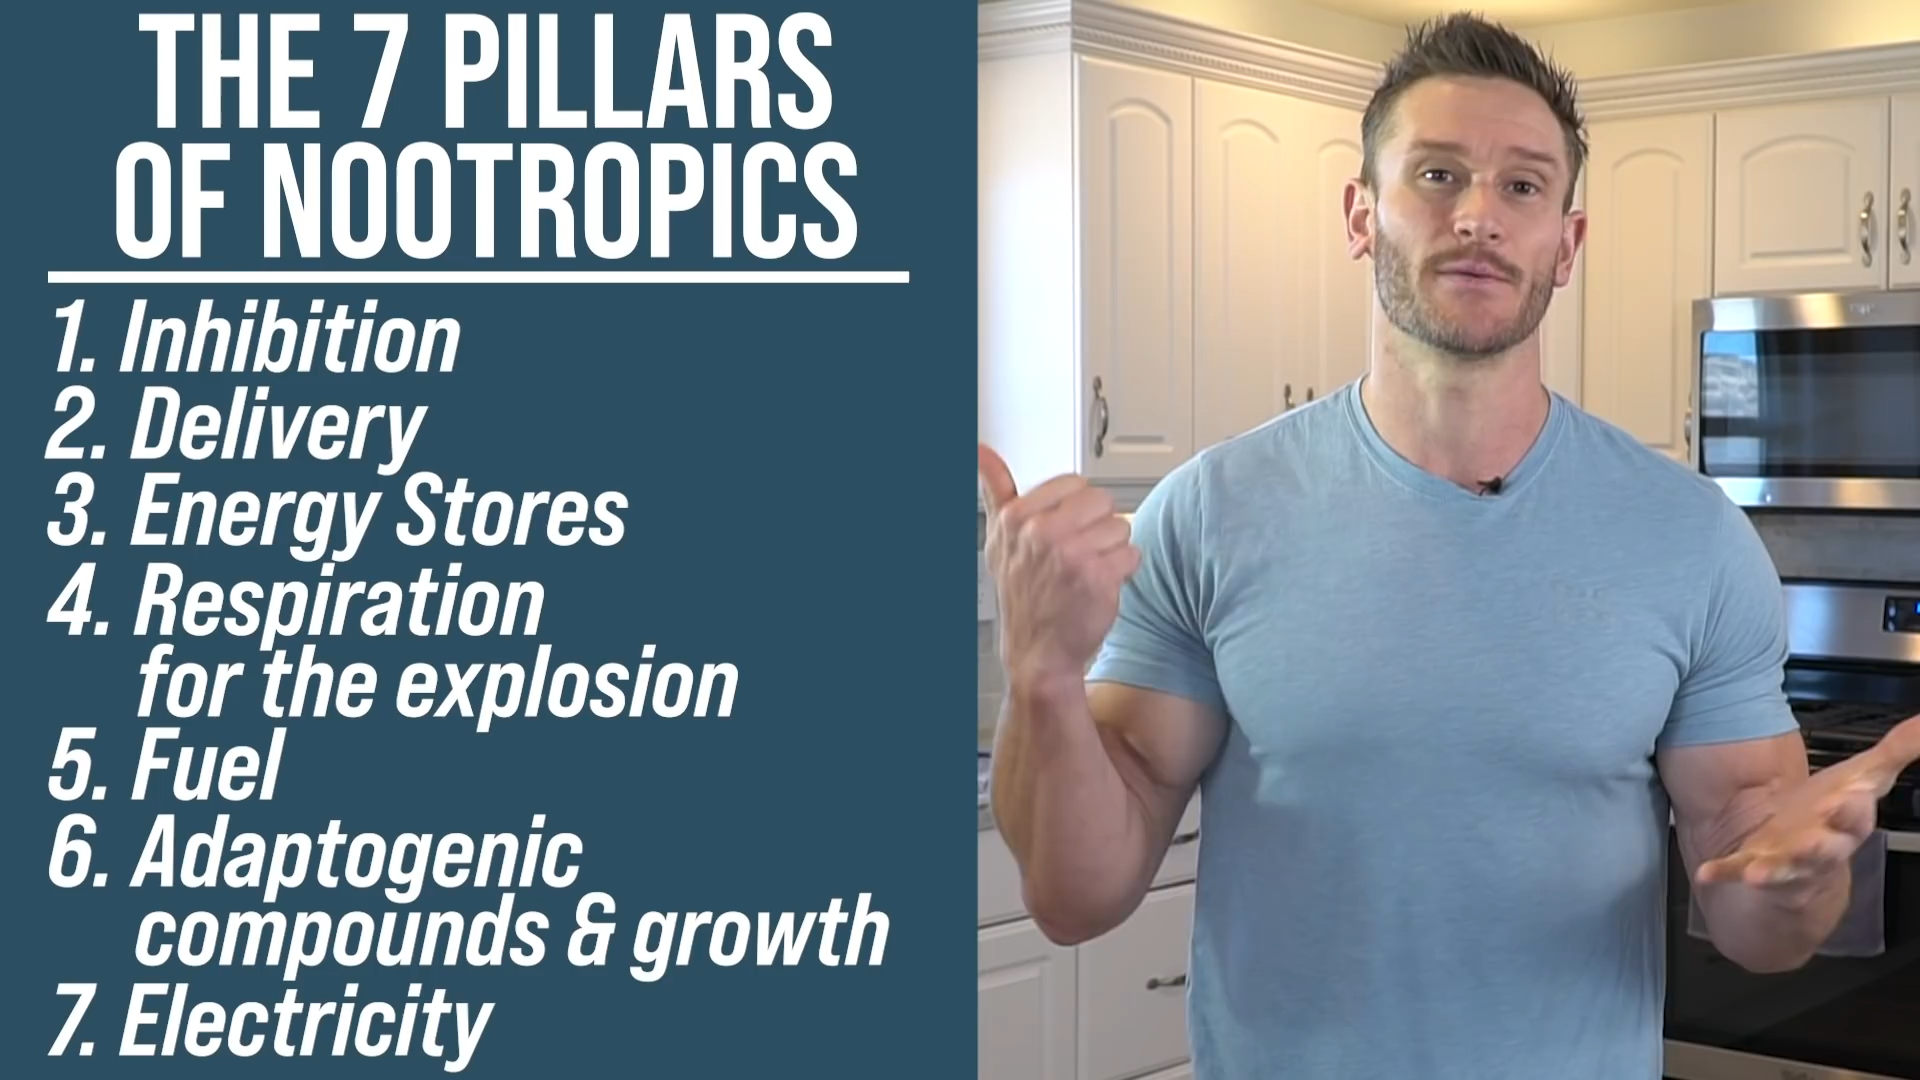 THE 7 PILLARS
OF NOOTROPICS
1. Inhibition
2. Delivery
3. Energy Stores
4. Respiration
for the explosion
5. Fuel
6. Adaptogenic
compounds & growth
7. Electricity